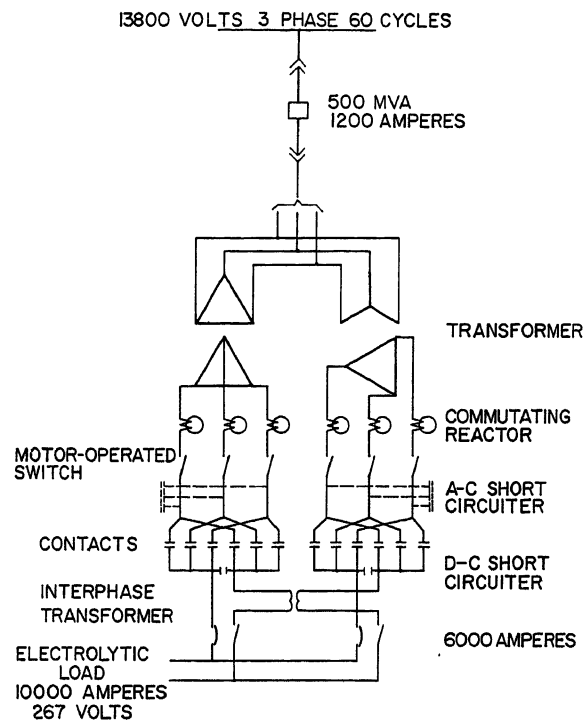 13800 VOLTS 3 PHASE 60 CYCLES
500 MVA
1200 AMPERES
TRANSFORMER
COMMUTATING
REACTOR
MOTOR-OPERATED
SWITCH
A-C SHORT
CIRCUITER
CONTACTS
D-C SHORT
CIRCUITER
INTERPHASE
TRANSFORMER
6000 AMPERES
ELECTROLYTIC
LOAD
10000 AMPERES
267 VOLTS